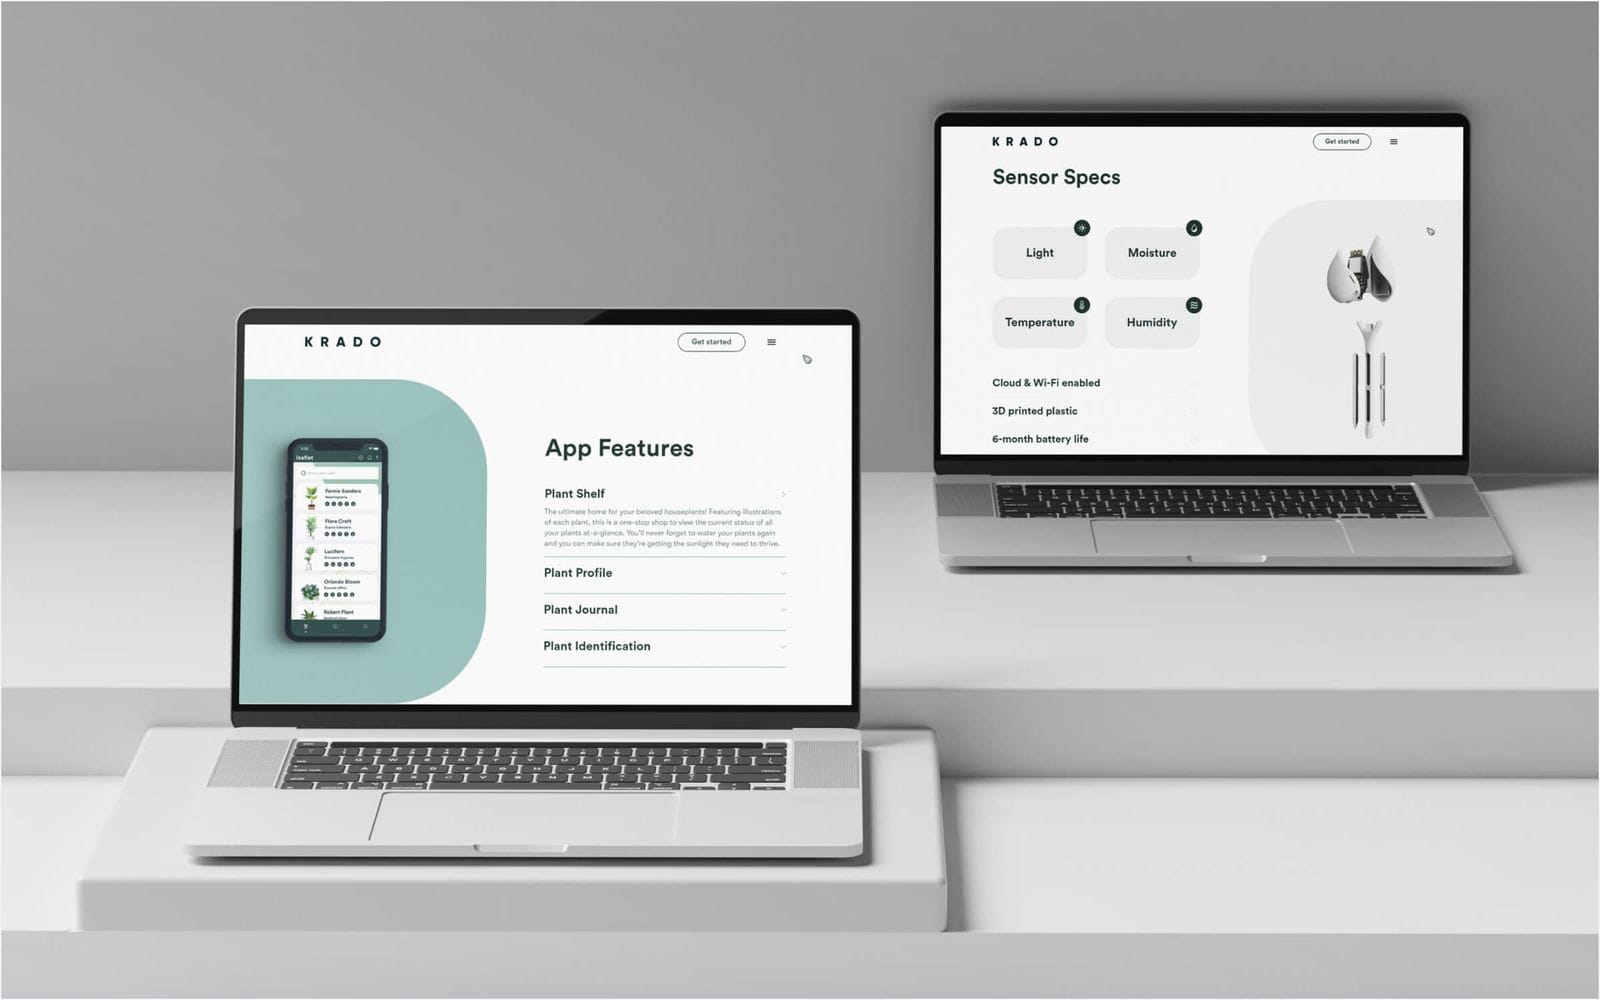 KRADO
Get started
App Features
Plant Shelf
The ultimate home for your beloved houseplants! Featuring illustrations
of each plant, this is a one-stop shop to view the current status of all
your plants at-a-glance. You'll never forget to water your plants again
and you can make sure they're getting the sunlight they need to thrive.
Plant Profile
Plant Journal
Plant Identification
leaflet
Fernie Sanders
Flora Croft
Lucifern
Orlando Bloom
Robert Plant
KRADO
Get started
Sensor Specs
Light
Moisture
Temperature
Humidity
Cloud & Wi-Fi enabled
3D printed plastic
6-month battery life